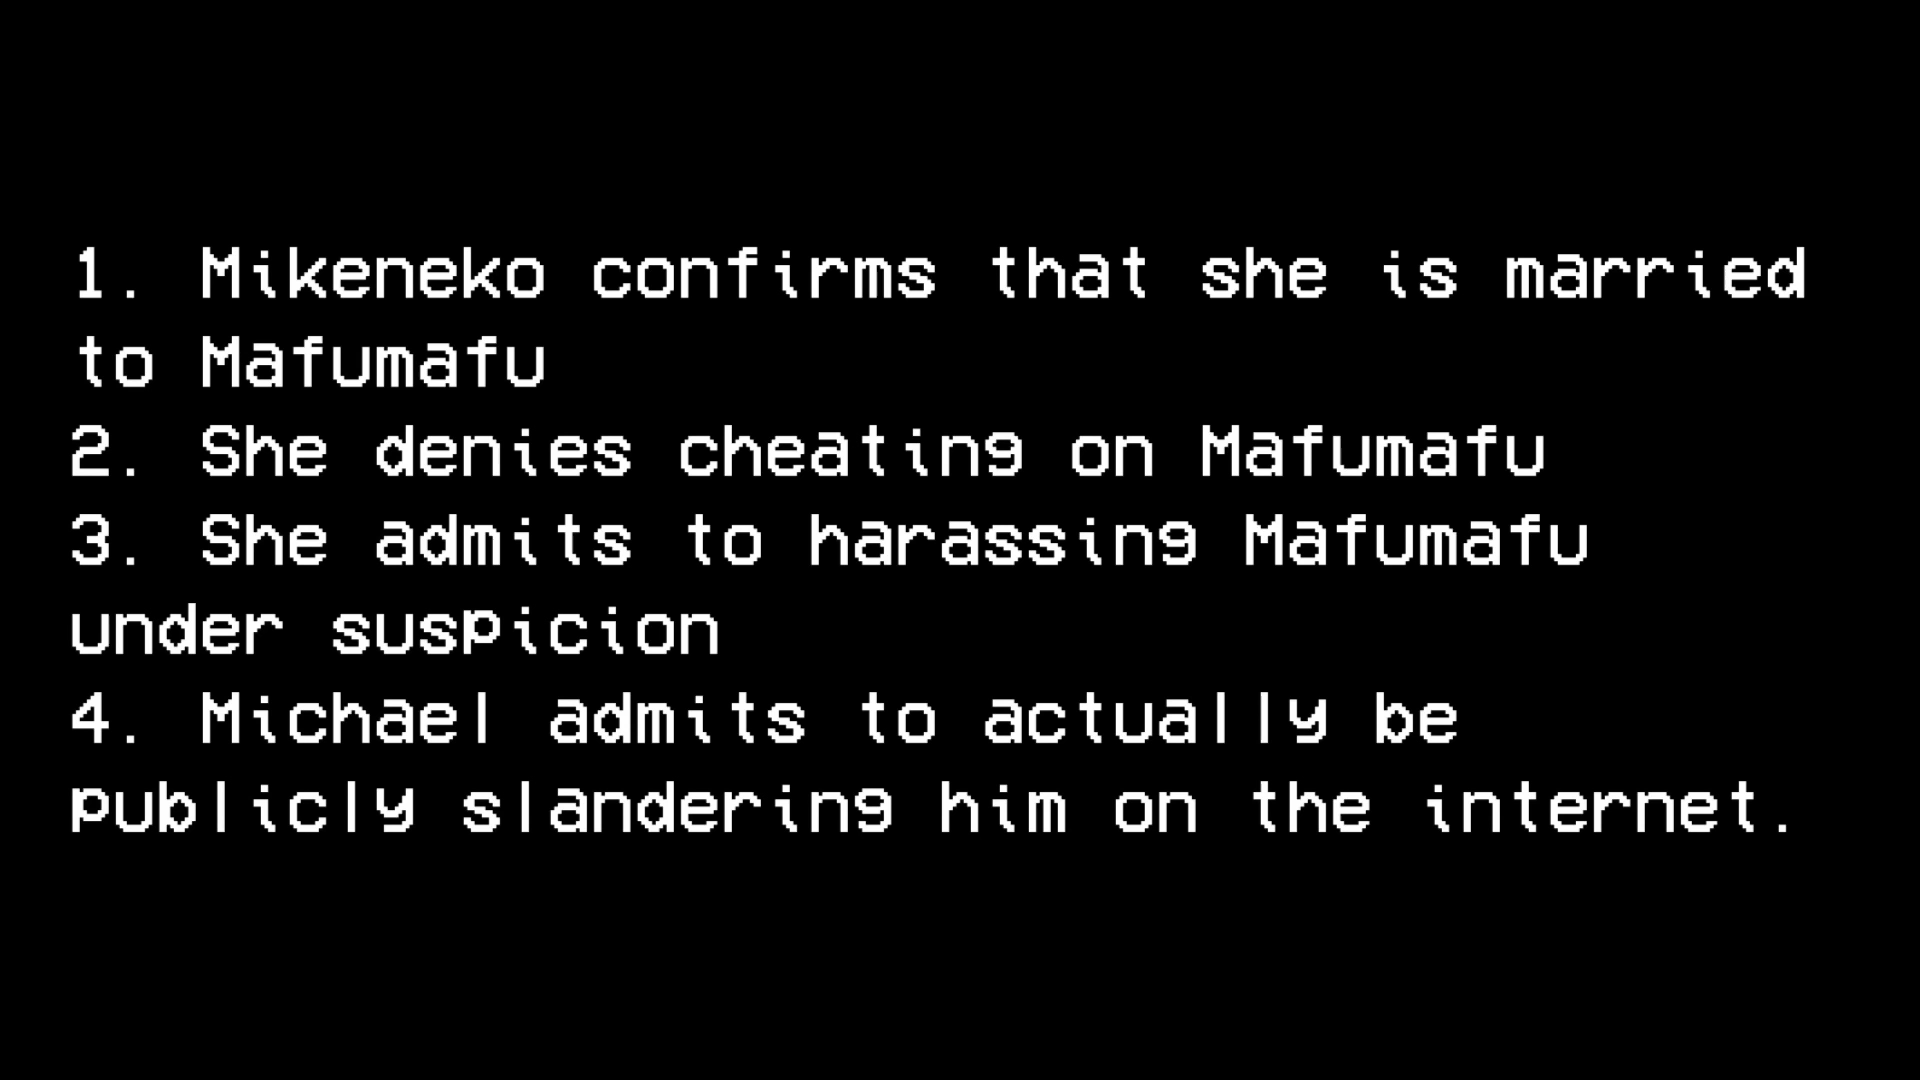 1. Mikeneko confirms that she is married
to Mafumafu
2. She denies cheating on Mafumafu
3. She admits to harassing Mafumafu
under suspicion
4. Michael admits to actually be
publicly slandering him on the internet.